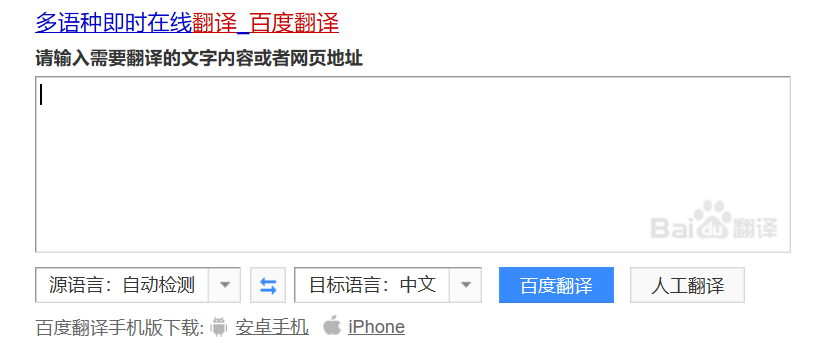 多语种即时在线翻译_百度翻译
请输入需要翻译的文字内容或者网页地址
Bai du 翻译
源语言：自动检测 目标语言：中文 百度翻译 人工翻译
百度翻译手机版下载: 安卓手机 iPhone